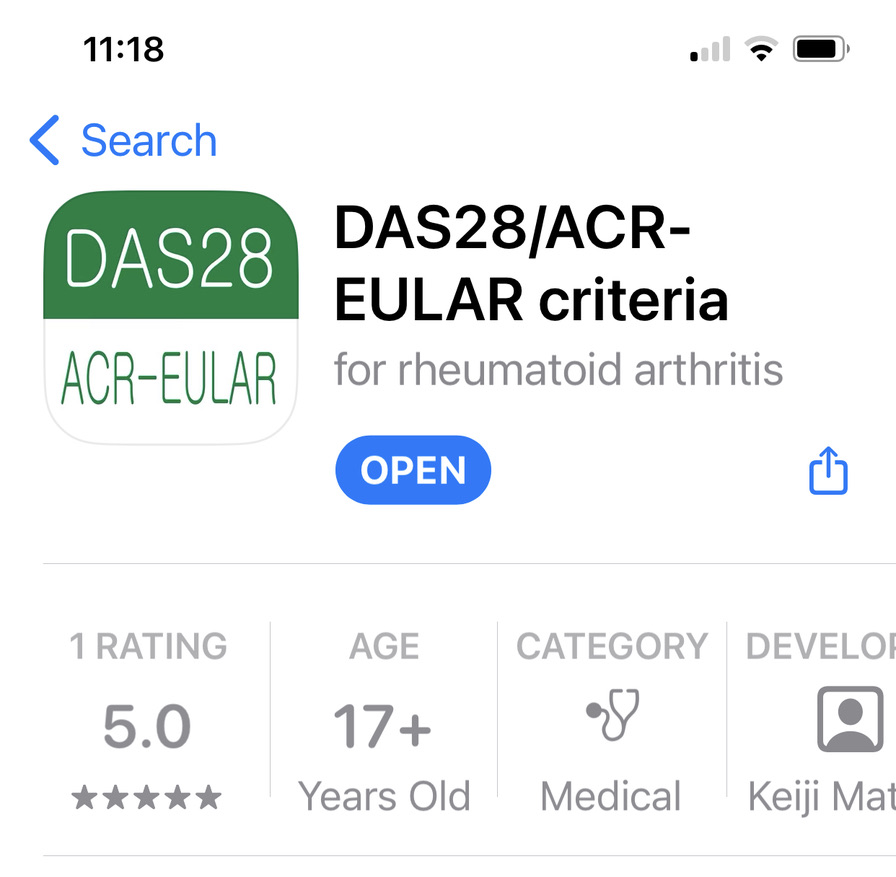 11:18
Search
DAS28
ACR-EULAR
DAS28/ACR-
EULAR criteria
for rheumatoid arthritis
OPEN
1 RATING
AGE
CATEGORY
5.0
17+
Years Old
Medical
Keiji